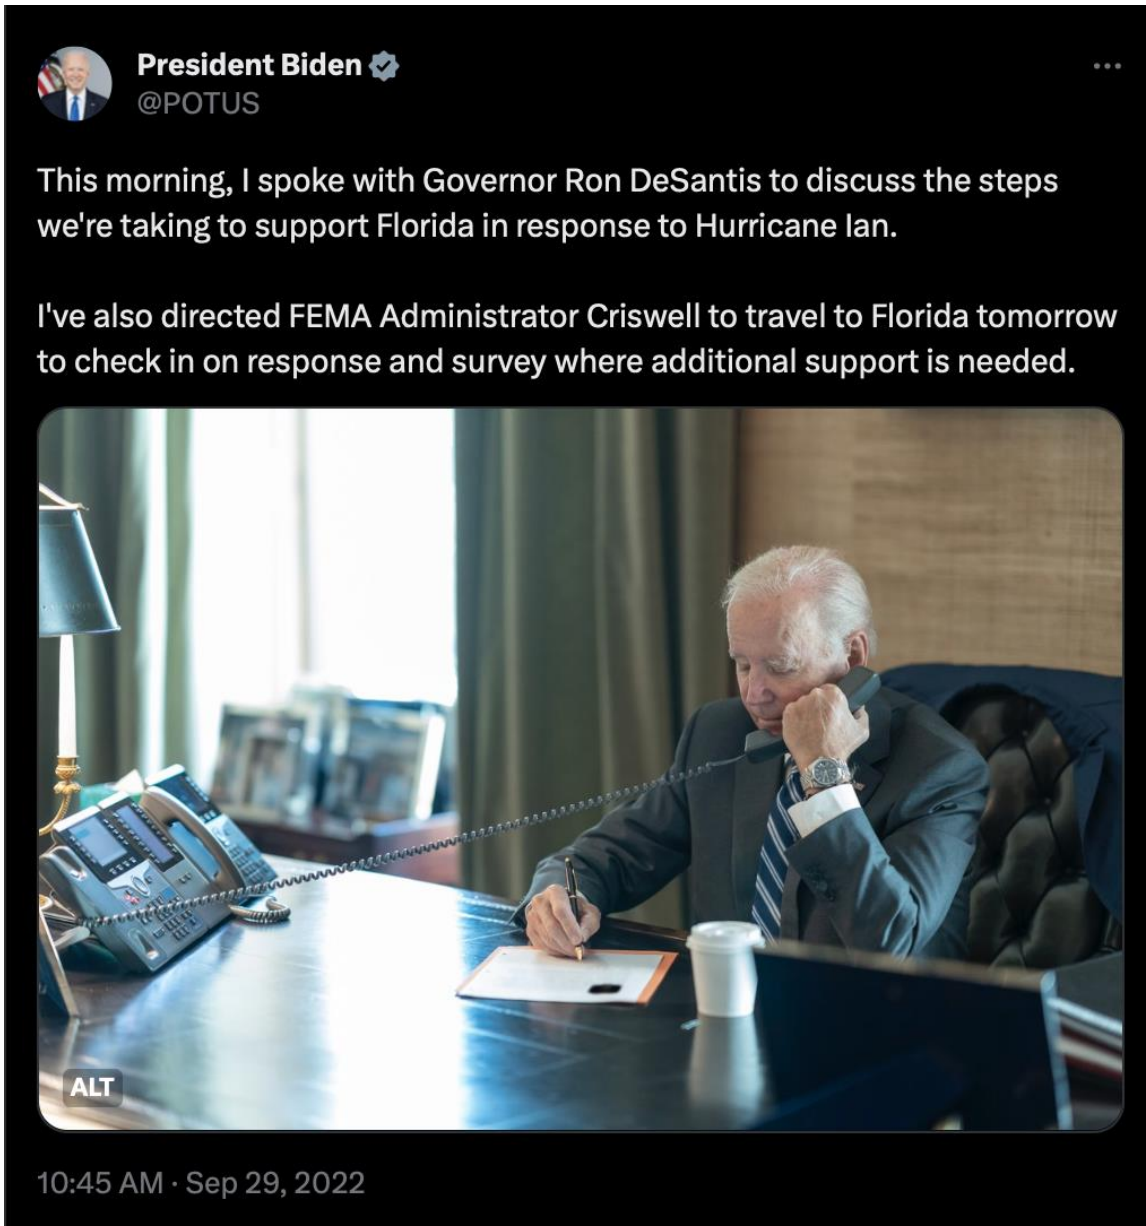 President Biden
@POTUS
This morning, I spoke with Governor Ron DeSantis to discuss the steps
we're taking to support Florida in response to Hurricane Ian.
I've also directed FEMA Administrator Criswell to travel to Florida tomorrow
to check in on response and survey where additional support is needed.
ALT
10:45 AM · Sep 29, 2022